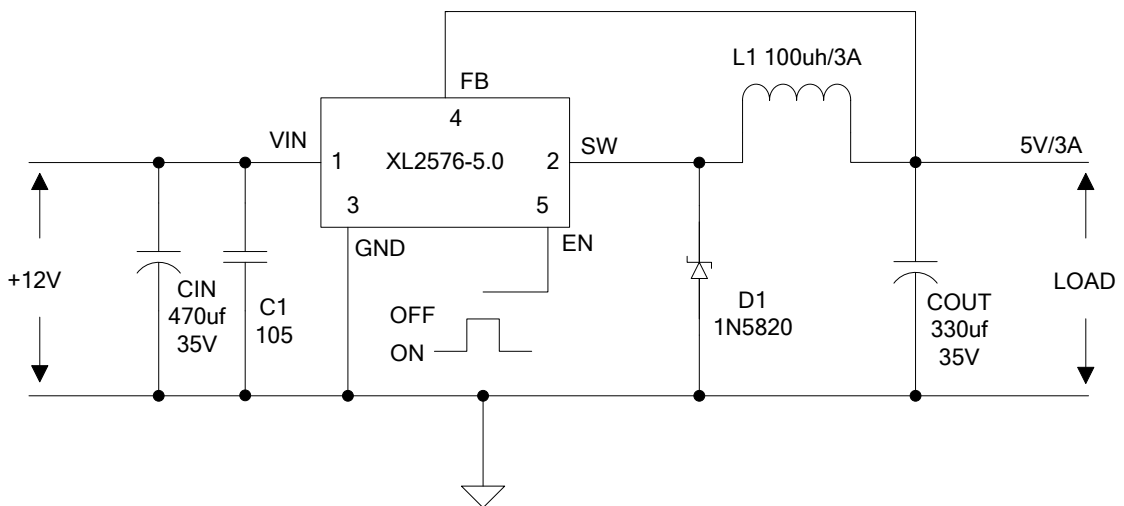 L1 100uh/3A
FB
4
VIN
SW
5V/3A
1
XL2576-5.0
2
3
5
GND
EN
+12V
CIN
470uf
35V
C1
105
OFF
ON
D1
1N5820
COUT
330uf
35V
LOAD